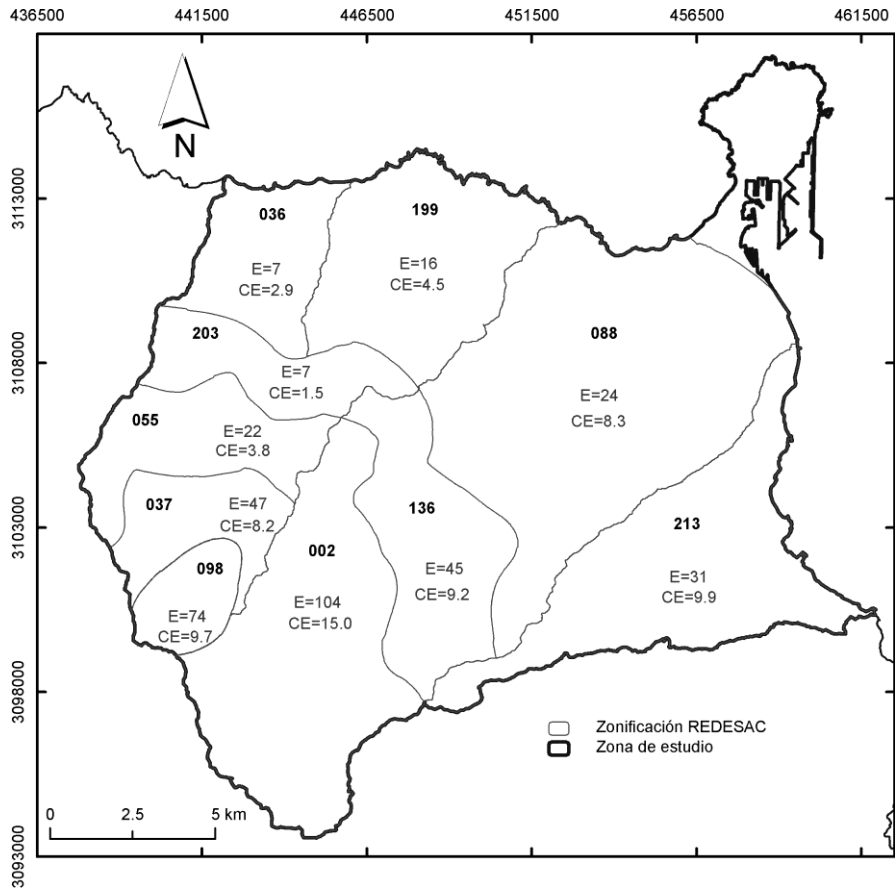 436500 441500 446500 451500 456500 461500
3113000
3108000
3103000
3098000
3093000
N
036
E=7
CE=2.9
199
E=16
CE=4.5
203
E=7
CE=1.5
088
E=24
CE=8.3
055
E=22
CE=3.8
037
E=47
CE=8.2
136
E=45
CE=9.2
213
E=31
CE=9.9
002
E=104
CE=15.0
098
E=74
CE=9.7
Zonificación REDESAC
Zona de estudio
0 2.5 5 km